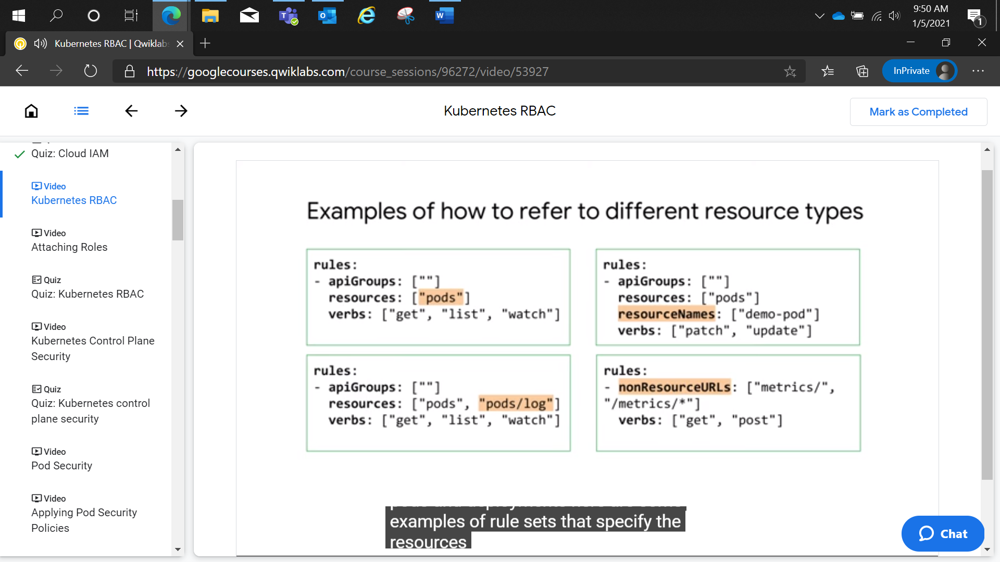 9:50 AM
1/5/2021
1
Kubernetes RBAC | Qwiklabs
https://googlecourses.qwiklabs.com/course_sessions/96272/video/53927
InPrivate
Kubernetes RBAC
Mark as Completed
Quiz: Cloud IAM
Video
Kubernetes RBAC
Video
Attaching Roles
Quiz
Quiz: Kubernetes RBAC
Video
Kubernetes Control Plane
Security
Quiz
Quiz: Kubernetes control
plane security
Video
Pod Security
Video
Applying Pod Security
Policies
Examples of how to refer to different resource types
rules:
- apiGroups: [""]
resources: ["pods"]
verbs: ["get", "list", "watch"]
rules:
- apiGroups: [""]
resources: ["pods"]
resourceNames: ["demo-pod"]
verbs: ["patch", "update"]
rules:
- apiGroups: [""]
resources: ["pods", "pods/log"]
verbs: ["get", "list", "watch"]
rules:
- nonResourceURLs: ["metrics/",
"/metrics/*"]
verbs: ["get", "post"]
examples of rule sets that specify the
resources
Chat